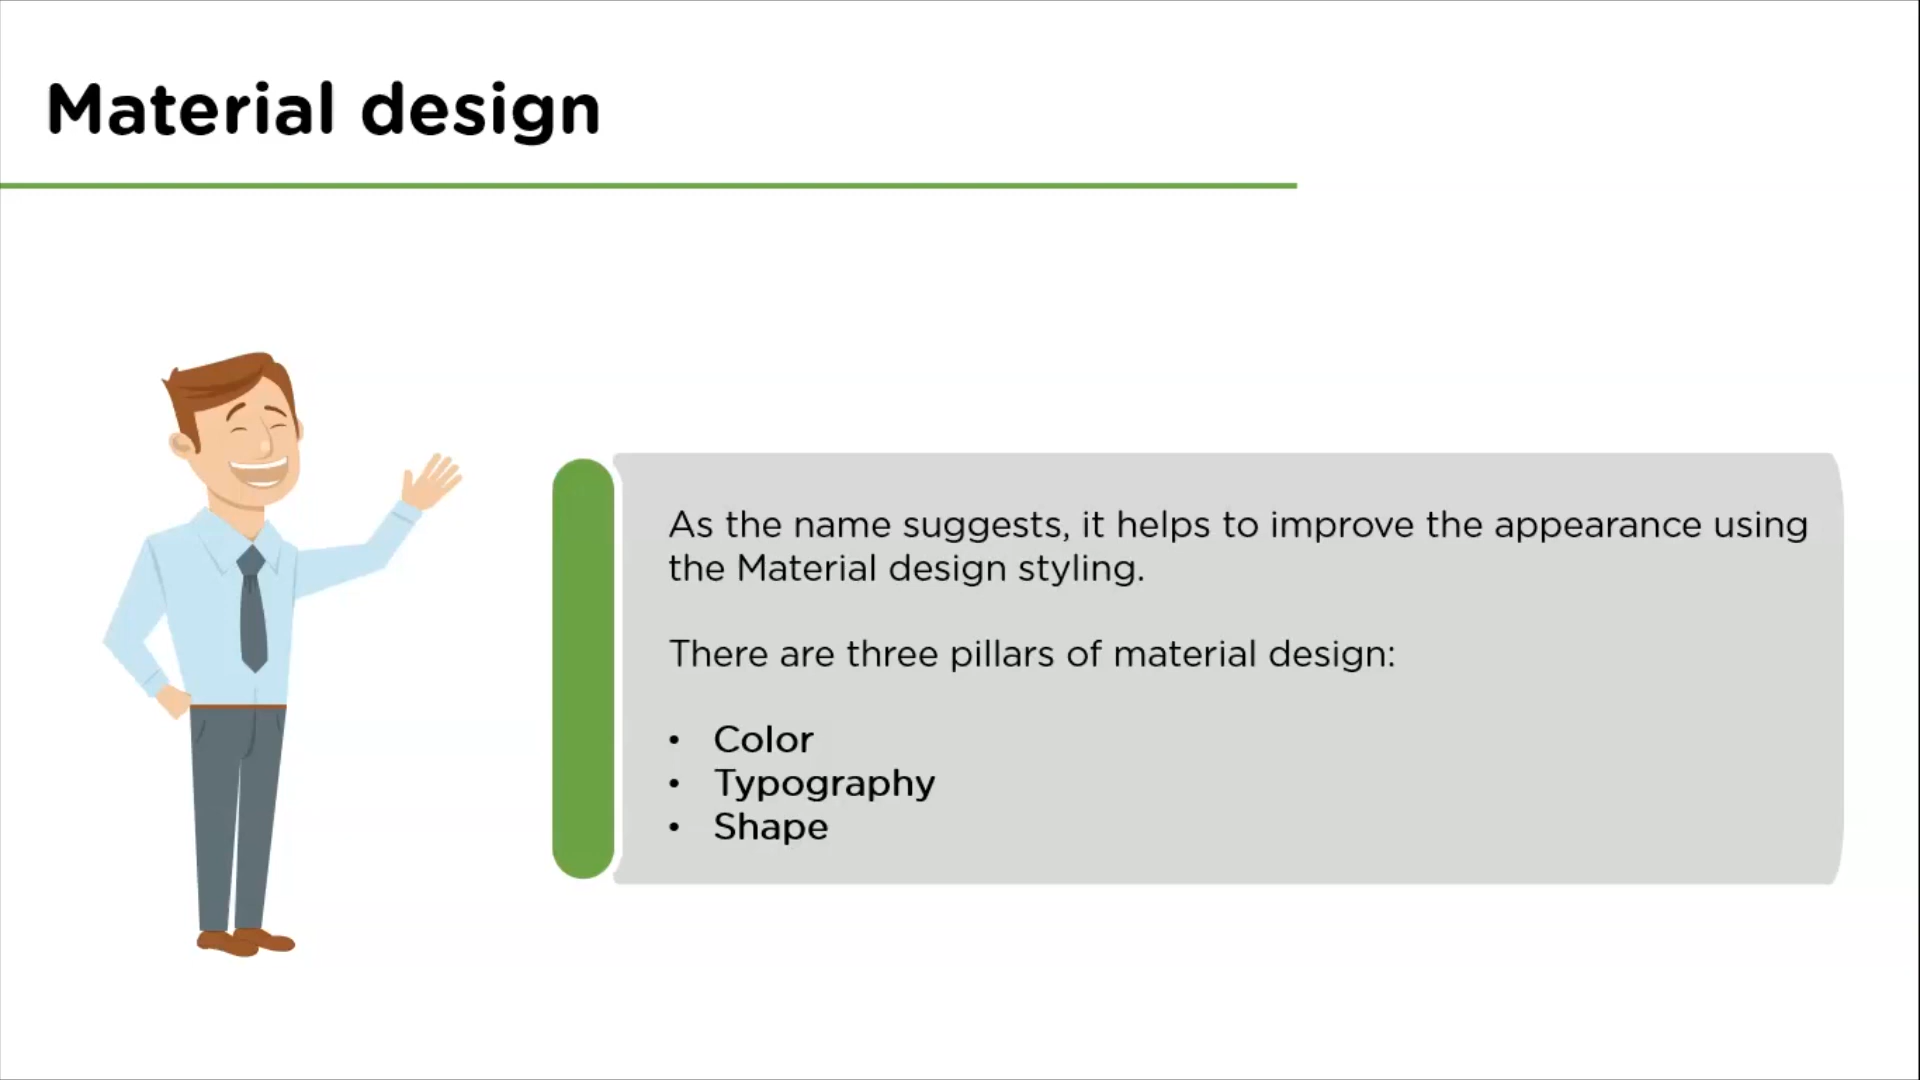 Material design
As the name suggests, it helps to improve the appearance using
the Material design styling.
There are three pillars of material design:
• Color
• Typography
• Shape